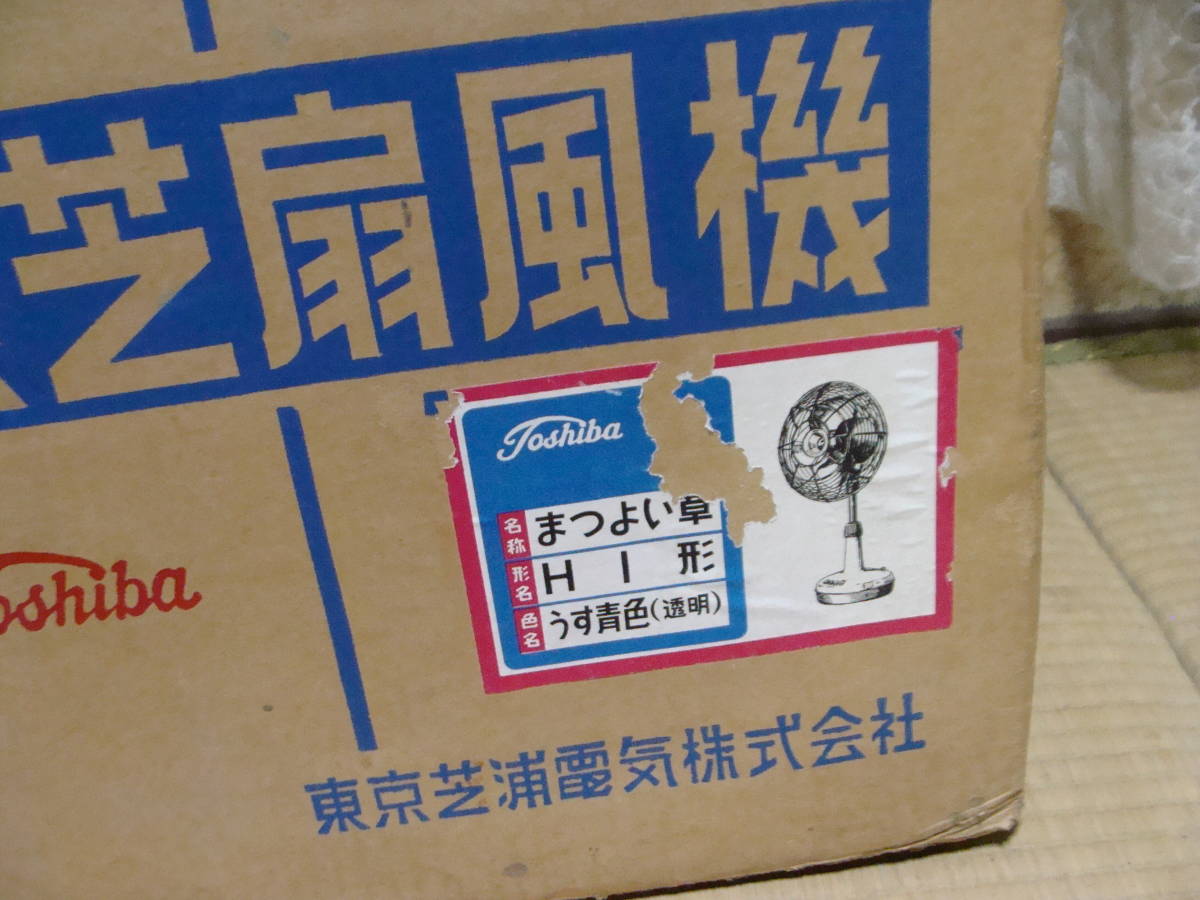 芝扇風機
Toshiba
名称 まつよい草
形名 H I 形
色名 うす青色(透明)
oshiba
東京芝浦電気株式会社